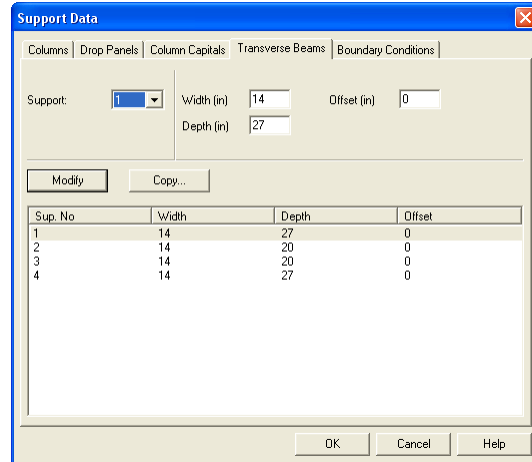 Support Data
Columns Drop Panels Column Capitals Transverse Beams Boundary Conditions
Support: 1 Width (in) 14 Offset (in) 0
Depth (in) 27
Modify Copy...
Sup. No Width Depth Offset
1 14 27 0
2 14 20 0
3 14 20 0
4 14 27 0
OK Cancel Help